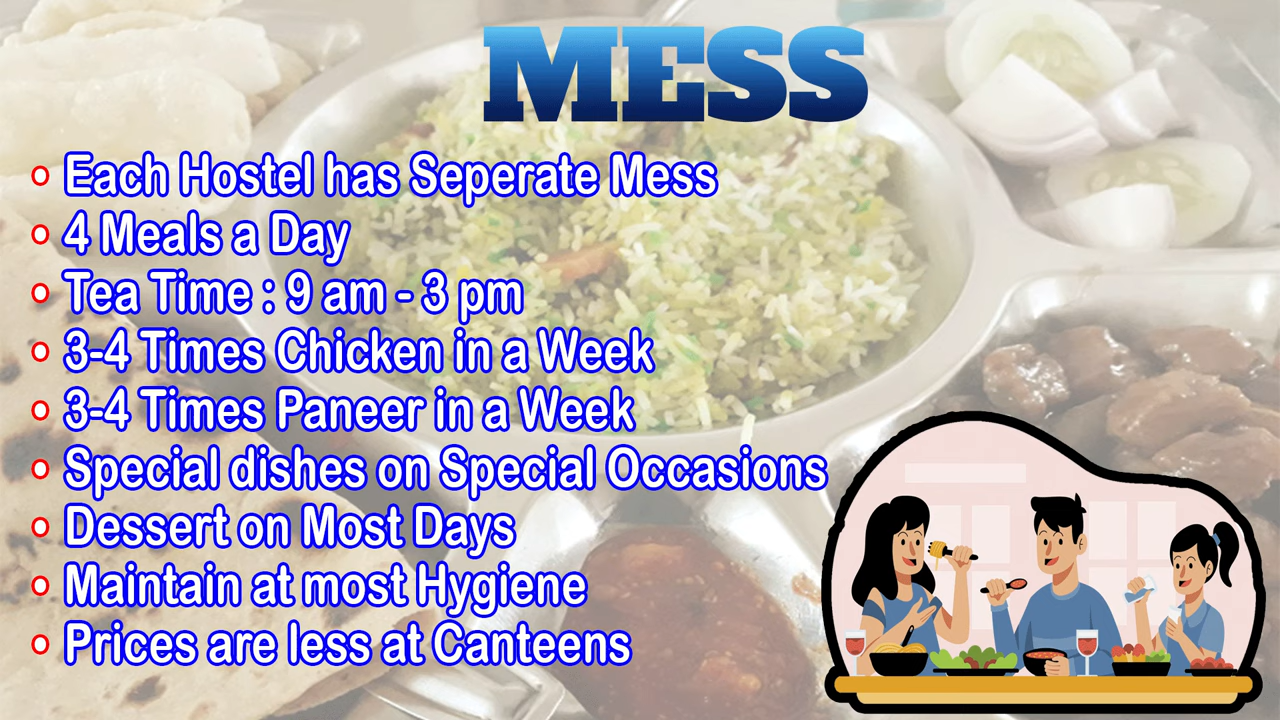 MESS
• Each Hostel has Seperate Mess
• 4 Meals a Day
• Tea Time : 9 am - 3 pm
• 3-4 Times Chicken in a Week
• 3-4 Times Paneer in a Week
• Special dishes on Special Occasions
• Dessert on Most Days
• Maintain at most Hygiene
• Prices are less at Canteens